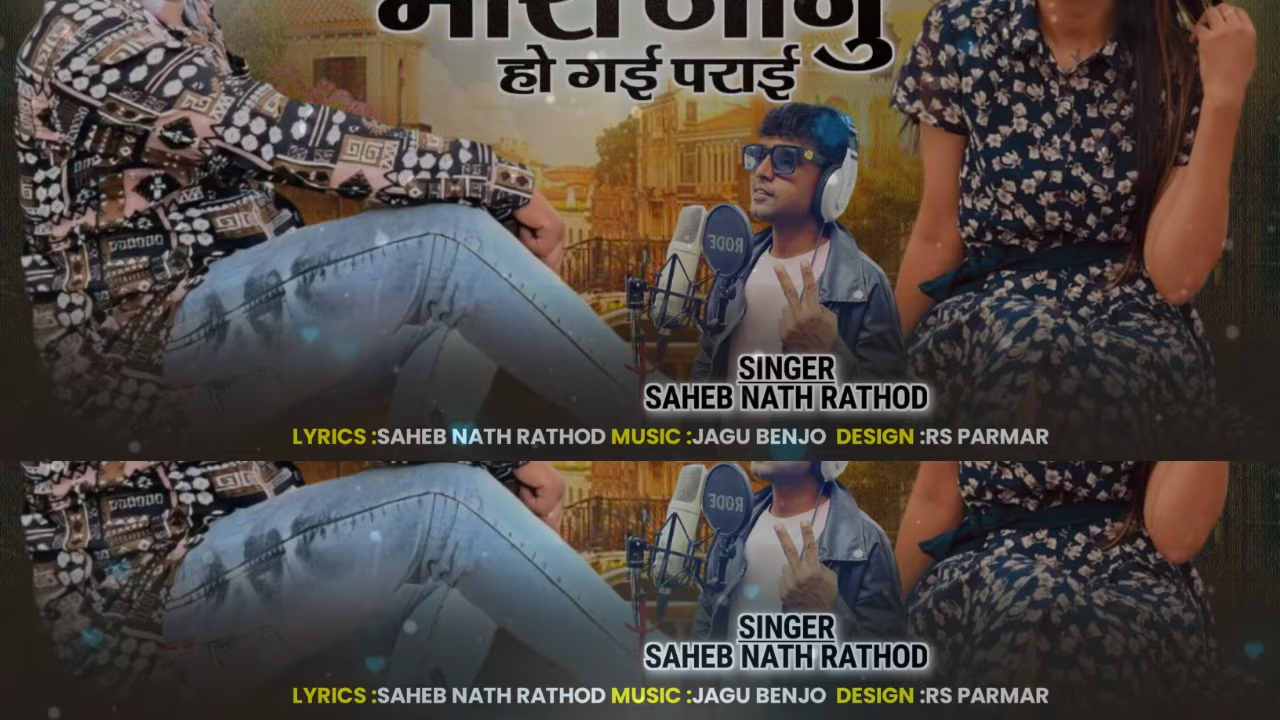 हो गई पराई
RODE
SINGER
SAHEB NATH RATHOD
LYRICS :SAHEB NATH RATHOD MUSIC :JAGU BENJO DESIGN :RS PARMAR
RODE
SINGER
SAHEB NATH RATHOD
LYRICS :SAHEB NATH RATHOD MUSIC :JAGU BENJO DESIGN :RS PARMAR